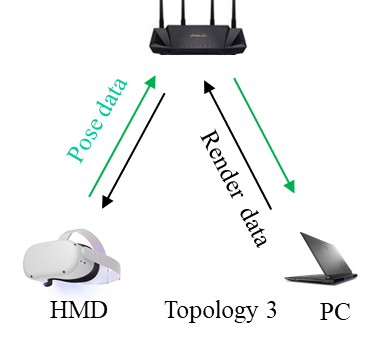 Pose data
Render data
HMD
Topology 3
PC